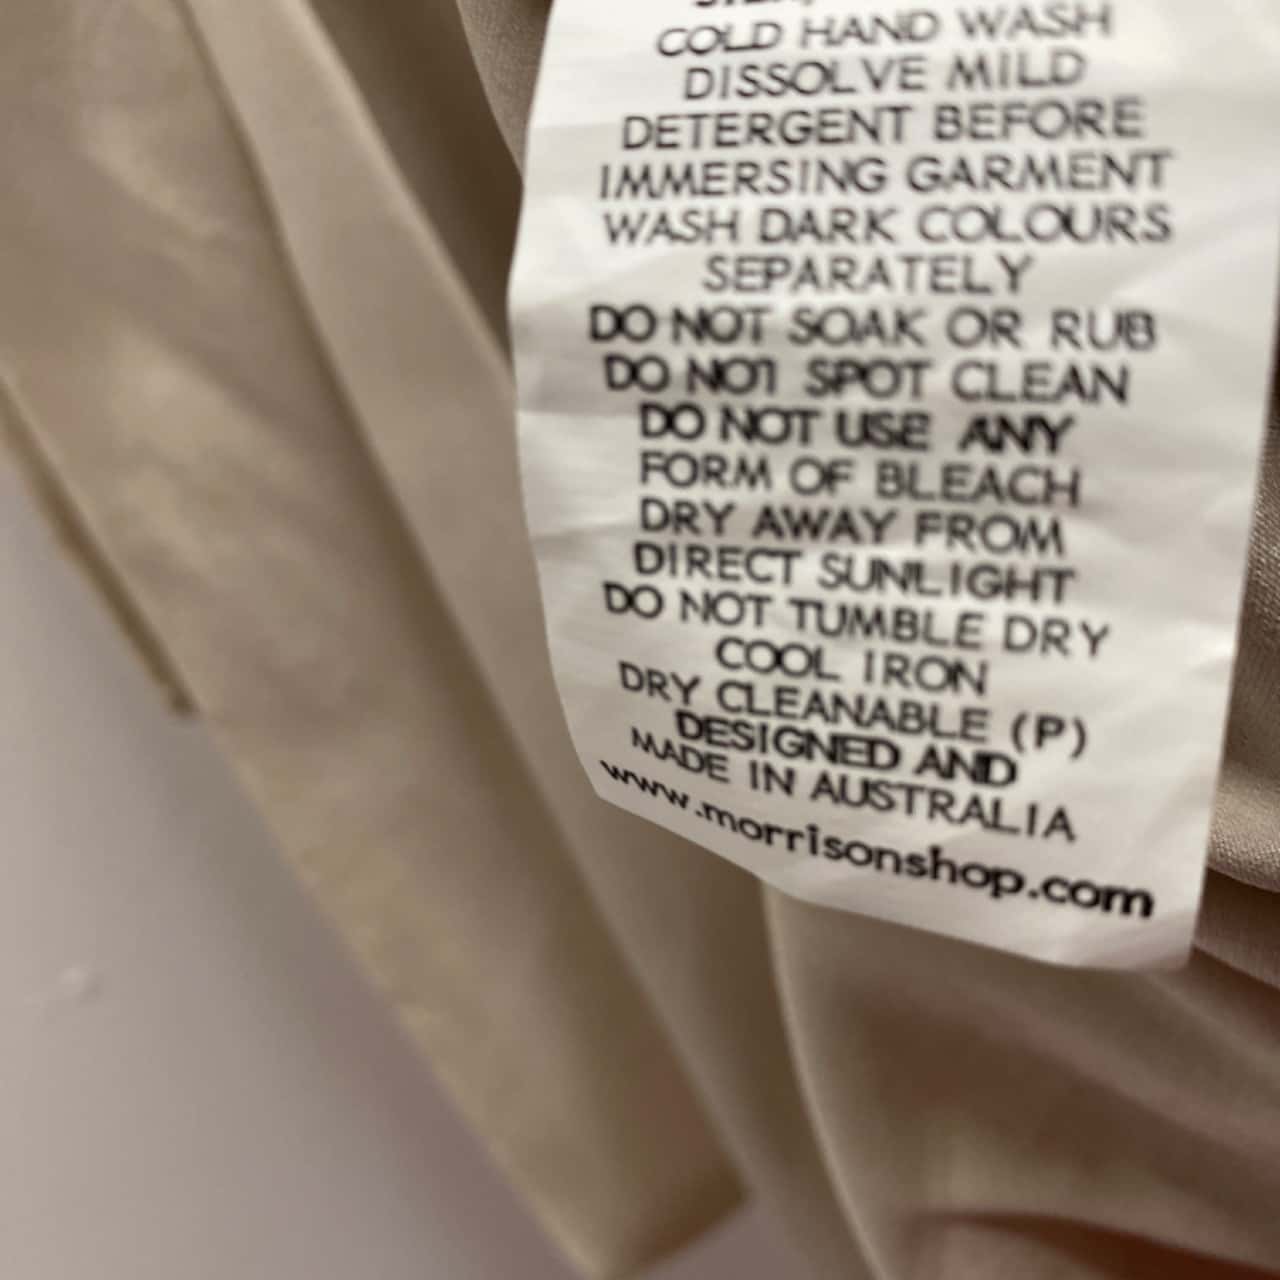 COLD HAND WASH
DISSOLVE MILD
DETERGENT BEFORE
IMMERSING GARMENT
WASH DARK COLOURS
SEPARATELY
DO NOT SOAK OR RUB
DO NOT SPOT CLEAN
DO NOT USE ANY
FORM OF BLEACH
DRY AWAY FROM
DIRECT SUNLIGHT
DO NOT TUMBLE DRY
COOL IRON
DRY CLEANABLE (P)
DESIGNED AND
MADE IN AUSTRALIA
www.morrisonshop.com